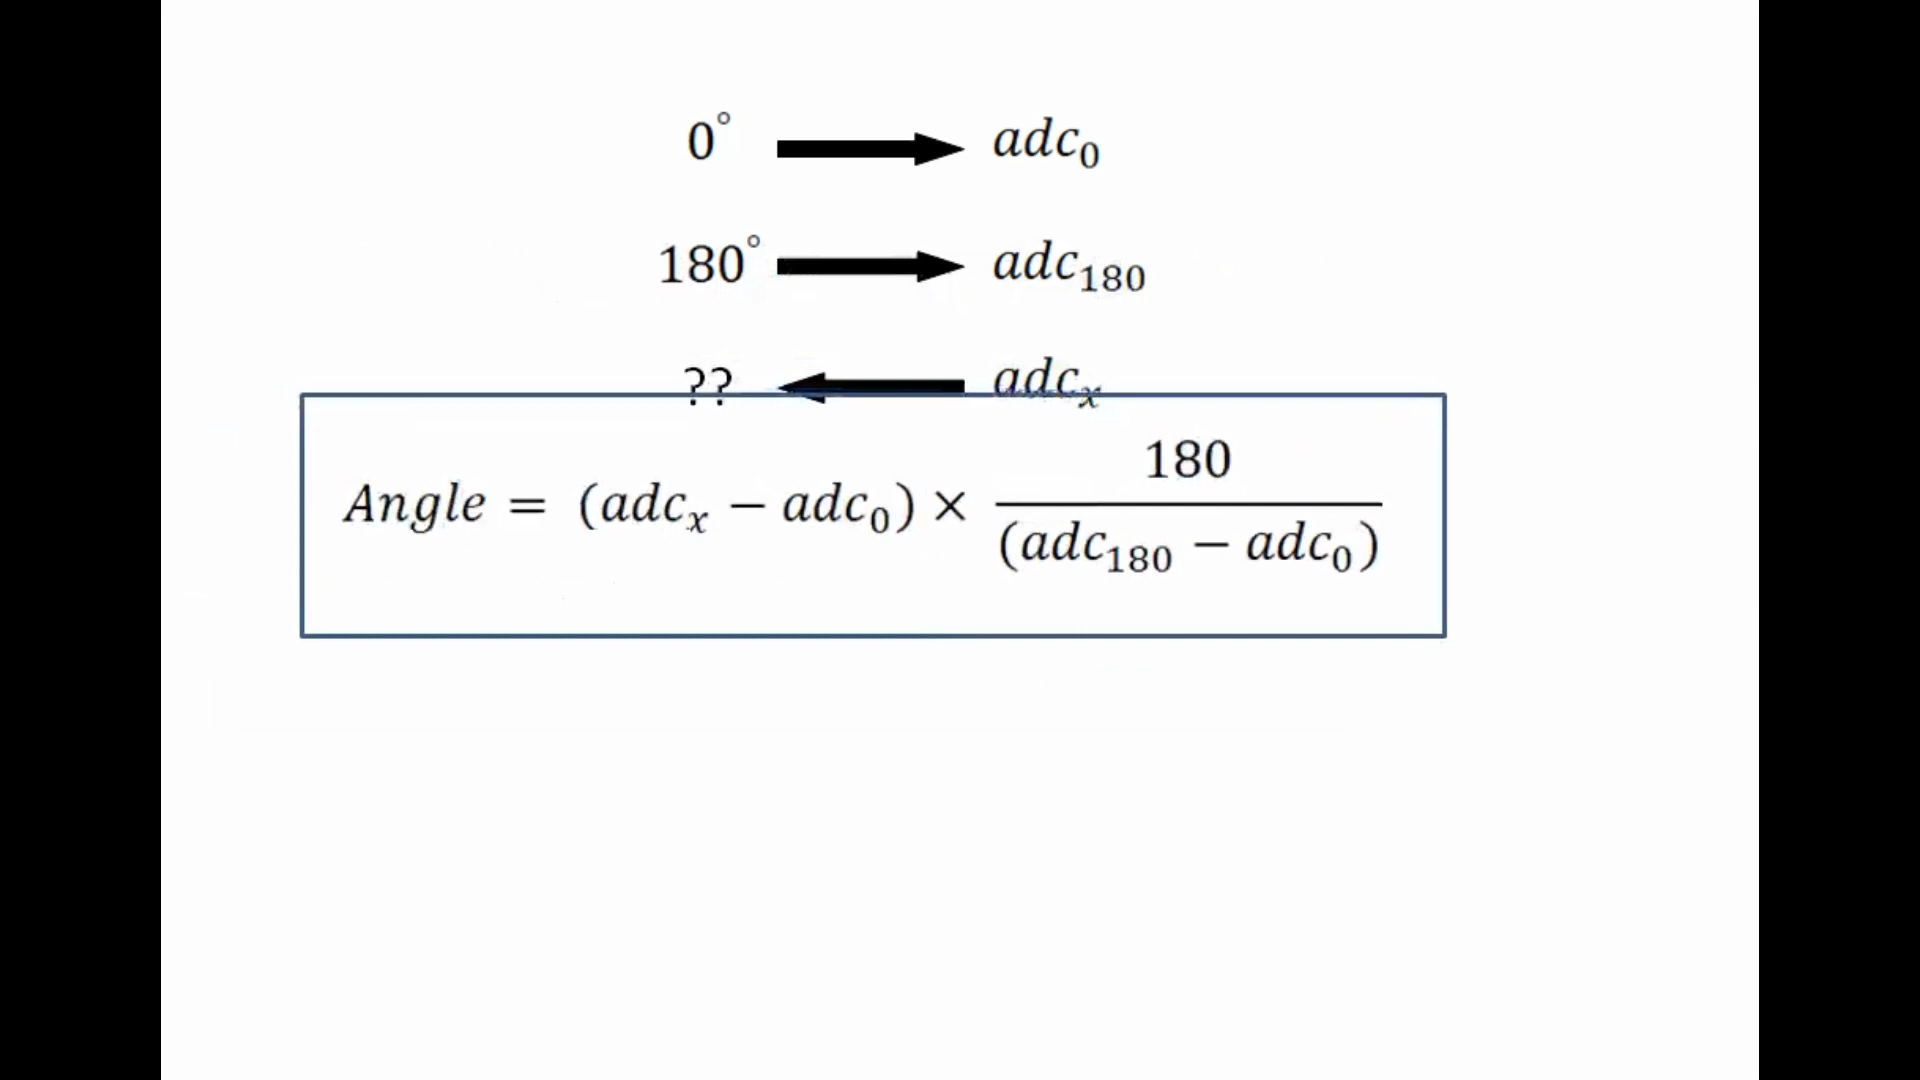 0° adc₀
180° adc₁₈₀
?? adcₓ
Angle = (adcₓ − adc₀) × 180 / (adc₁₈₀ − adc₀)